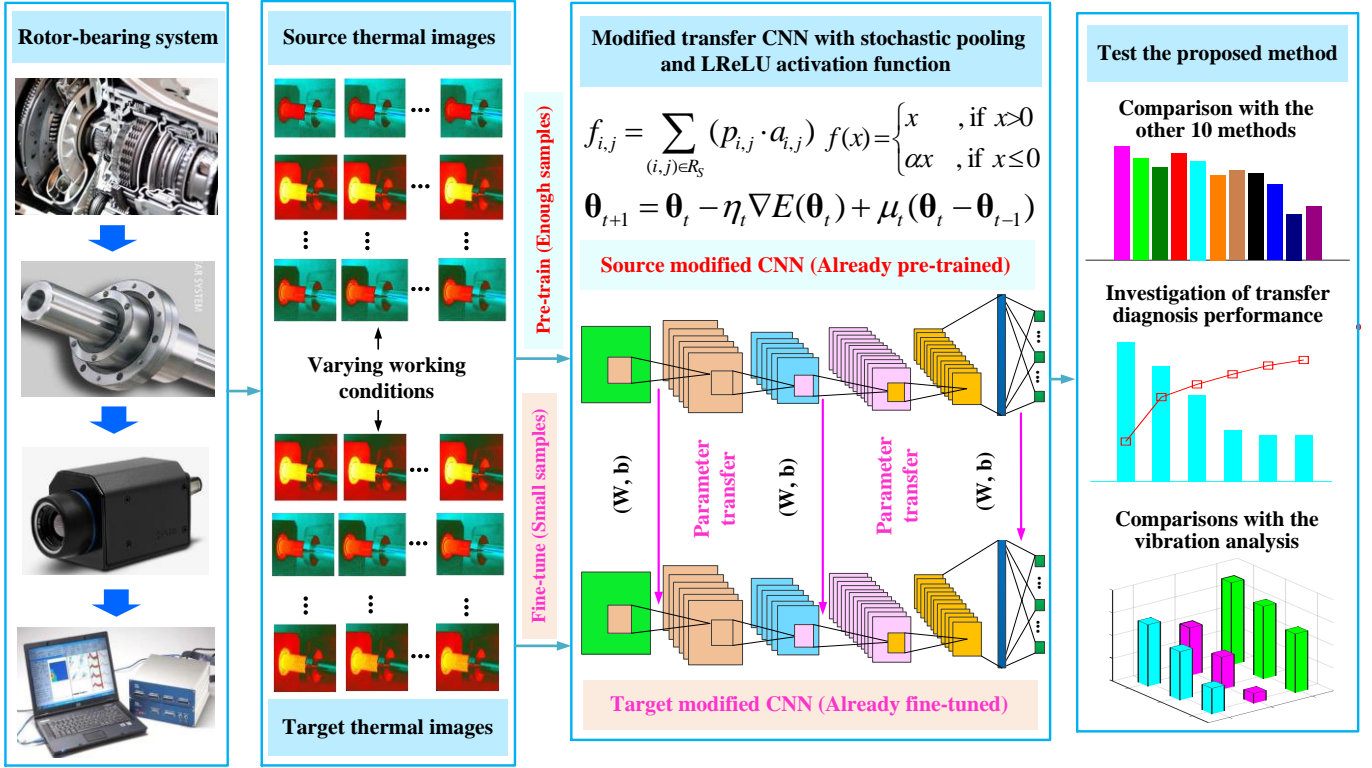 Rotor-bearing system
AR SYSTEM
Source thermal images
...
...
...
...
...
Varying working
conditions
...
...
...
...
...
Target thermal images
Pre-train (Enough samples)
Fine-tune (Small samples)
Modified transfer CNN with stochastic pooling
and LReLU activation function
f_{i,j} = ∑_{(i,j)∈R_S} (p_{i,j} · a_{i,j}) f(x) = { x , if x>0
αx , if x≤0
θ_{t+1} = θ_t − η_t∇E(θ_t) + μ_t(θ_t − θ_{t−1})
Source modified CNN (Already pre-trained)
(W, b)
Parameter
transfer
(W, b)
Parameter
transfer
(W, b)
Target modified CNN (Already fine-tuned)
Test the proposed method
Comparison with the
other 10 methods
Investigation of transfer
diagnosis performance
Comparisons with the
vibration analysis